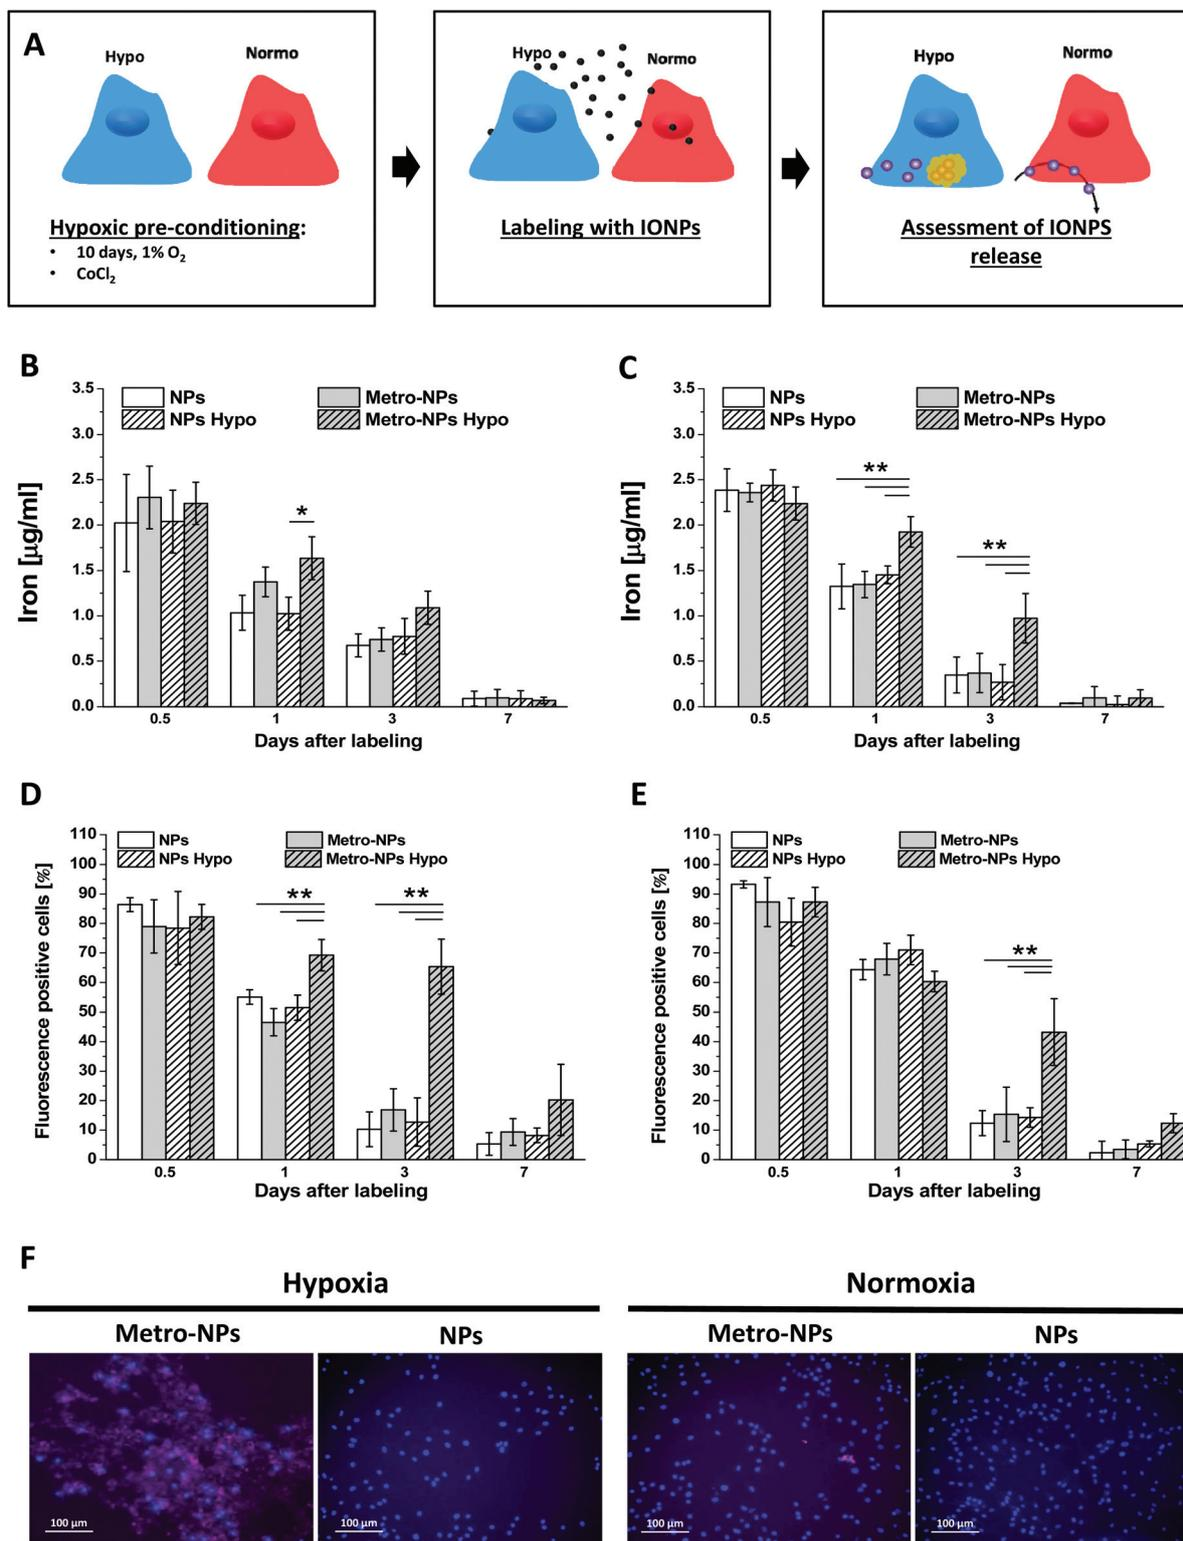 A
Hypo
Normo
Hypoxic pre-conditioning:
• 10 days, 1% O₂
• CoCl₂
Hypo
Normo
Labeling with IONPs
Hypo
Normo
Assessment of IONPS
release
B
3.5
3.0
2.5
2.0
1.5
1.0
0.5
0.0
Iron [μg/ml]
NPs
Metro-NPs
NPs Hypo
Metro-NPs Hypo
*
0.5 1 3 7
Days after labeling
C
3.5
3.0
2.5
2.0
1.5
1.0
0.5
0.0
Iron [μg/ml]
NPs
Metro-NPs
NPs Hypo
Metro-NPs Hypo
**
**
0.5 1 3 7
Days after labeling
D
110
100
90
80
70
60
50
40
30
20
10
0
Fluorescence positive cells [%]
NPs
Metro-NPs
NPs Hypo
Metro-NPs Hypo
**
**
0.5 1 3 7
Days after labeling
E
110
100
90
80
70
60
50
40
30
20
10
0
Fluorescence positive cells [%]
NPs
Metro-NPs
NPs Hypo
Metro-NPs Hypo
**
0.5 1 3 7
Days after labeling
F
Hypoxia
Normoxia
Metro-NPs
NPs
Metro-NPs
NPs
100 μm
100 μm
100 μm
100 μm